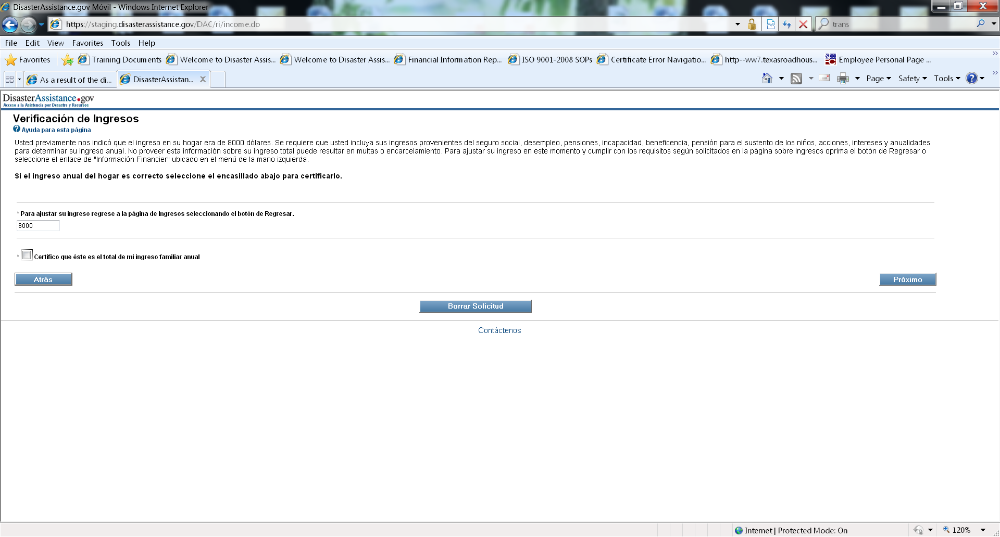 DisasterAssistance.gov Móvil - Windows Internet Explorer
https://staging.disasterassistance.gov/DAC/ri/income.do
trans
File Edit View Favorites Tools Help
Favorites Training Documents Welcome to Disaster Assis... Welcome to Disaster Assis... Financial Information Rep... ISO 9001-2008 SOPs Certificate Error Navigatio... http--ww7.texasroadhous... Employee Personal Page ...
As a result of the di... DisasterAssistan... Page Safety Tools
DisasterAssistance.gov
Acceso a la Asistencia por Desastre y Recursos
Verificación de Ingresos
Ayuda para esta página
Usted previamente nos indicó que el ingreso en su hogar era de 8000 dólares. Se requiere que usted incluya sus ingresos provenientes del seguro social, desempleo, pensiones, incapacidad, beneficencia, pensión para el sustento de los niños, acciones, intereses y anualidades
para determinar su ingreso anual. No proveer esta información sobre su ingreso total puede resultar en multas o encarcelamiento. Para ajustar su ingreso en este momento y cumplir con los requisitos según solicitados en la página sobre Ingresos oprima el botón de Regresar o
seleccione el enlace de "Información Financier" ubicado en el menú de la mano izquierda.
Si el ingreso anual del hogar es correcto seleccione el encasillado abajo para certificarlo.
* Para ajustar su ingreso regrese a la página de Ingresos seleccionando el botón de Regresar.
8000
* Certifico que éste es el total de mi ingreso familiar anual
Atrás Próximo
Borrar Solicitud
Contáctenos
Internet | Protected Mode: On 120%